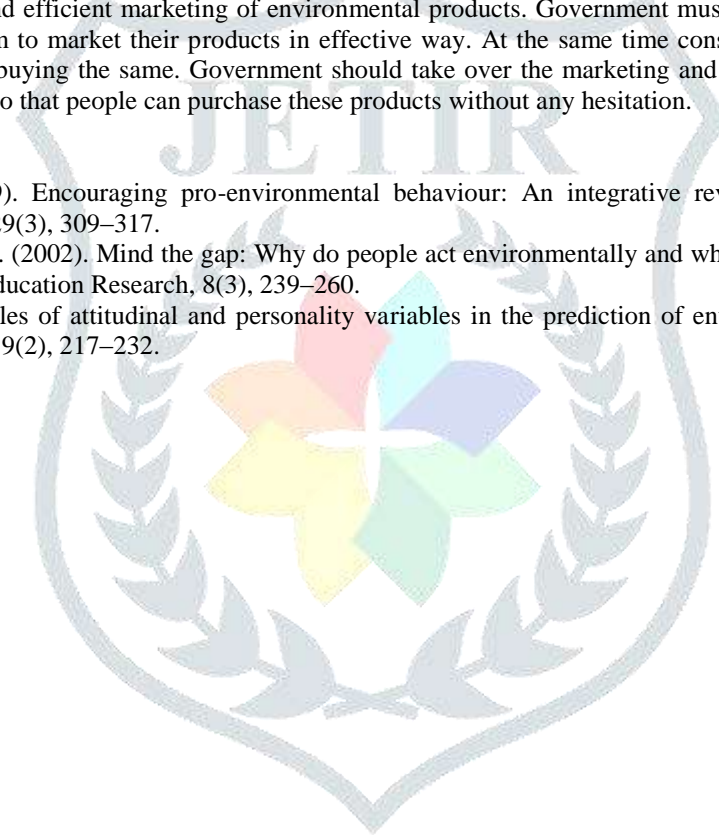 d efficient marketing of environmental products. Government mus
n to market their products in effective way. At the same time cons
buying the same. Government should take over the marketing and
o that people can purchase these products without any hesitation.
JETIR
9). Encouraging pro-environmental behaviour: An integrative rev
29(3), 309–317.
. (2002). Mind the gap: Why do people act environmentally and wh
ducation Research, 8(3), 239–260.
les of attitudinal and personality variables in the prediction of en
19(2), 217–232.